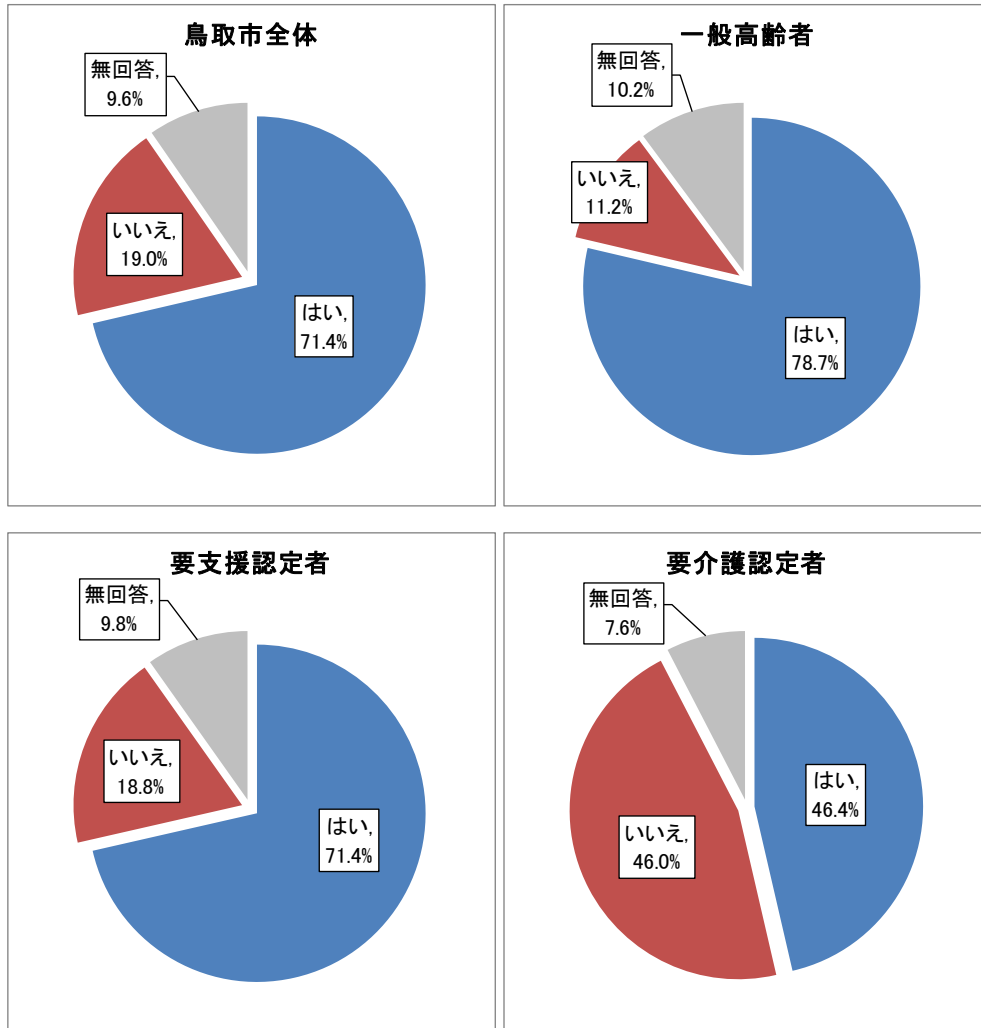 鳥取市全体
無回答,
9.6%
いいえ,
19.0%
はい,
71.4%
一般高齢者
無回答,
10.2%
いいえ,
11.2%
はい,
78.7%
要支援認定者
無回答,
9.8%
いいえ,
18.8%
はい,
71.4%
要介護認定者
無回答,
7.6%
はい,
46.4%
いいえ,
46.0%